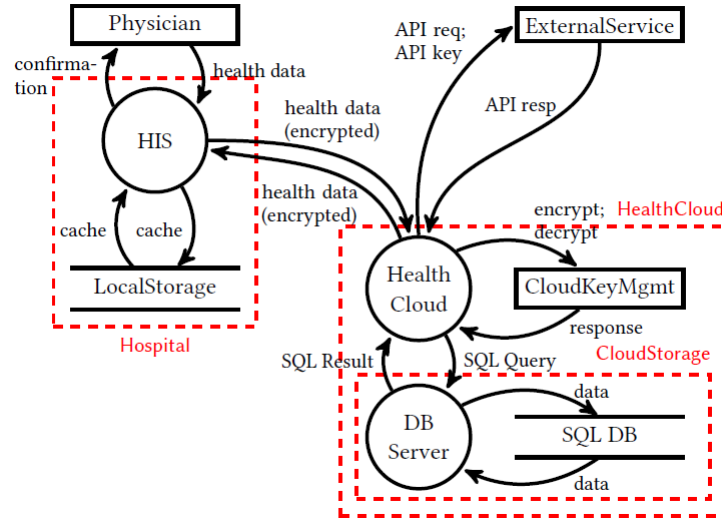 Physician
confirma-
tion
health data
HIS
cache
cache
LocalStorage
Hospital
health data
(encrypted)
health data
(encrypted)
API req;
API key
ExternalService
API resp
encrypt;
decrypt
HealthCloud
Health
Cloud
CloudKeyMgmt
response
CloudStorage
SQL Result
SQL Query
DB
Server
data
SQL DB
data